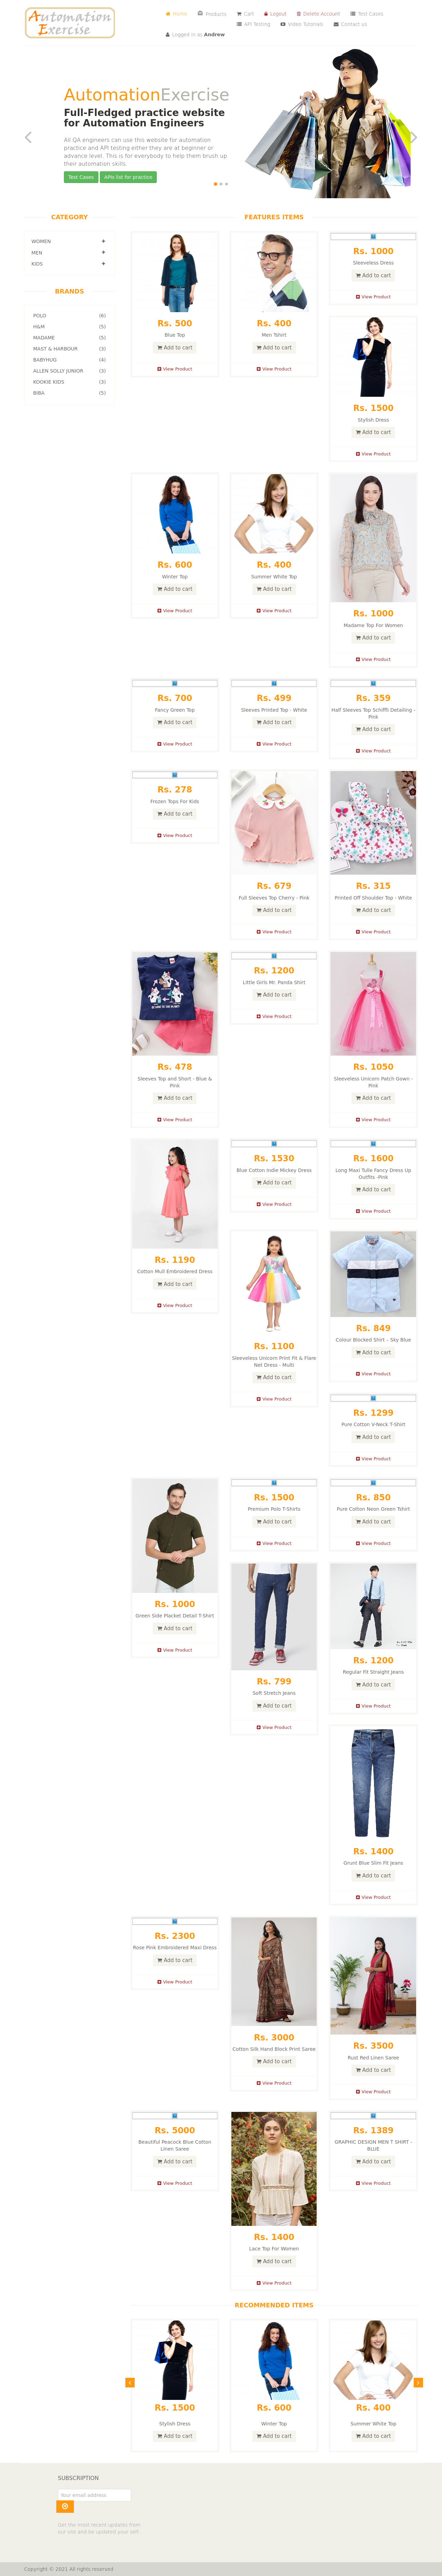 Automation
Exercise
Home
Products
Cart
Logout
Delete Account
Test Cases
API Testing
Video Tutorials
Contact us
Logged in as Andrew
AutomationExercise
Full-Fledged practice website
for Automation Engineers
All QA engineers can use this website for automation
practice and API testing either they are at beginner or
advance level. This is for everybody to help them brush up
their automation skills.
Test Cases
APIs list for practice
CATEGORY
WOMEN
MEN
KIDS
BRANDS
POLO (6)
H&M (5)
MADAME (5)
MAST & HARBOUR (3)
BABYHUG (4)
ALLEN SOLLY JUNIOR (3)
KOOKIE KIDS (3)
BIBA (5)
FEATURES ITEMS
Rs. 500
Blue Top
Add to cart
View Product
Rs. 400
Men Tshirt
Add to cart
View Product
Rs. 1000
Sleeveless Dress
Add to cart
View Product
Rs. 1500
Stylish Dress
Add to cart
View Product
Rs. 600
Winter Top
Add to cart
View Product
Rs. 400
Summer White Top
Add to cart
View Product
Rs. 1000
Madame Top For Women
Add to cart
View Product
Rs. 700
Fancy Green Top
Add to cart
View Product
Rs. 499
Sleeves Printed Top - White
Add to cart
View Product
Rs. 359
Half Sleeves Top Schiffli Detailing -
Pink
Add to cart
View Product
Rs. 278
Frozen Tops For Kids
Add to cart
View Product
Rs. 679
Full Sleeves Top Cherry - Pink
Add to cart
View Product
Rs. 315
Printed Off Shoulder Top - White
Add to cart
View Product
Rs. 478
Sleeves Top and Short - Blue &
Pink
Add to cart
View Product
Rs. 1200
Little Girls Mr. Panda Shirt
Add to cart
View Product
Rs. 1050
Sleeveless Unicorn Patch Gown -
Pink
Add to cart
View Product
Rs. 1190
Cotton Mull Embroidered Dress
Add to cart
View Product
Rs. 1530
Blue Cotton Indie Mickey Dress
Add to cart
View Product
Rs. 1600
Long Maxi Tulle Fancy Dress Up
Outfits -Pink
Add to cart
View Product
Rs. 1100
Sleeveless Unicorn Print Fit & Flare
Net Dress - Multi
Add to cart
View Product
Rs. 849
Colour Blocked Shirt – Sky Blue
Add to cart
View Product
Rs. 1299
Pure Cotton V-Neck T-Shirt
Add to cart
View Product
Rs. 1000
Green Side Placket Detail T-Shirt
Add to cart
View Product
Rs. 1500
Premium Polo T-Shirts
Add to cart
View Product
Rs. 850
Pure Cotton Neon Green Tshirt
Add to cart
View Product
Rs. 799
Soft Stretch Jeans
Add to cart
View Product
Rs. 1200
Regular Fit Straight Jeans
Add to cart
View Product
Rs. 1400
Grunt Blue Slim Fit Jeans
Add to cart
View Product
Rs. 2300
Rose Pink Embroidered Maxi Dress
Add to cart
View Product
Rs. 3000
Cotton Silk Hand Block Print Saree
Add to cart
View Product
Rs. 3500
Rust Red Linen Saree
Add to cart
View Product
Rs. 5000
Beautiful Peacock Blue Cotton
Linen Saree
Add to cart
View Product
Rs. 1400
Lace Top For Women
Add to cart
View Product
Rs. 1389
GRAPHIC DESIGN MEN T SHIRT -
BLUE
Add to cart
View Product
RECOMMENDED ITEMS
Rs. 1500
Stylish Dress
Add to cart
Rs. 600
Winter Top
Add to cart
Rs. 400
Summer White Top
Add to cart
SUBSCRIPTION
Your email address
Get the most recent updates from
our site and be updated your self...
Copyright © 2021 All rights reserved